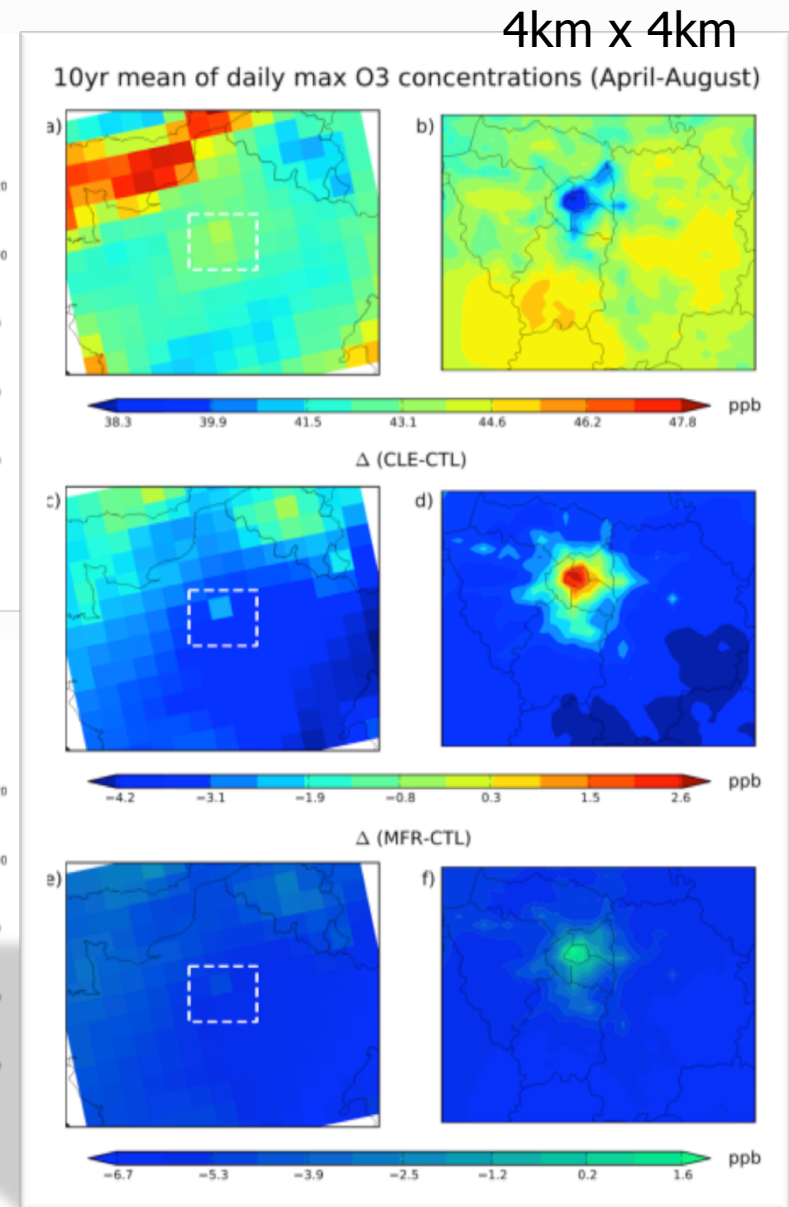 4km x 4km
10yr mean of daily max O3 concentrations (April-August)
a)
b)
38.3 39.9 41.5 43.1 44.6 46.2 47.8 ppb
Δ (CLE-CTL)
c)
d)
−4.2 −3.1 −1.9 −0.8 0.3 1.5 2.6 ppb
Δ (MFR-CTL)
e)
f)
−6.7 −5.3 −3.9 −2.5 −1.2 0.2 1.6 ppb